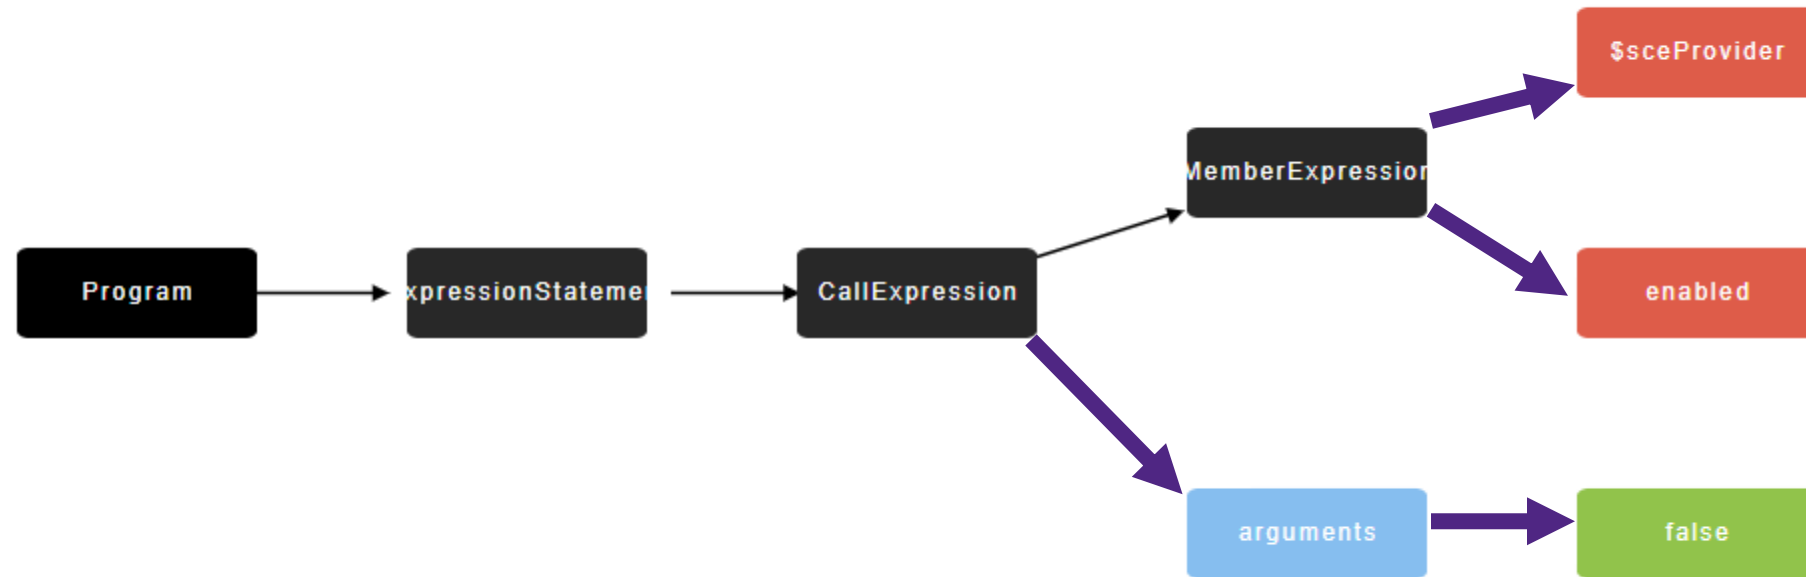 $sceProvider
MemberExpression
Program
xpressionStateme
CallExpression
enabled
arguments
false